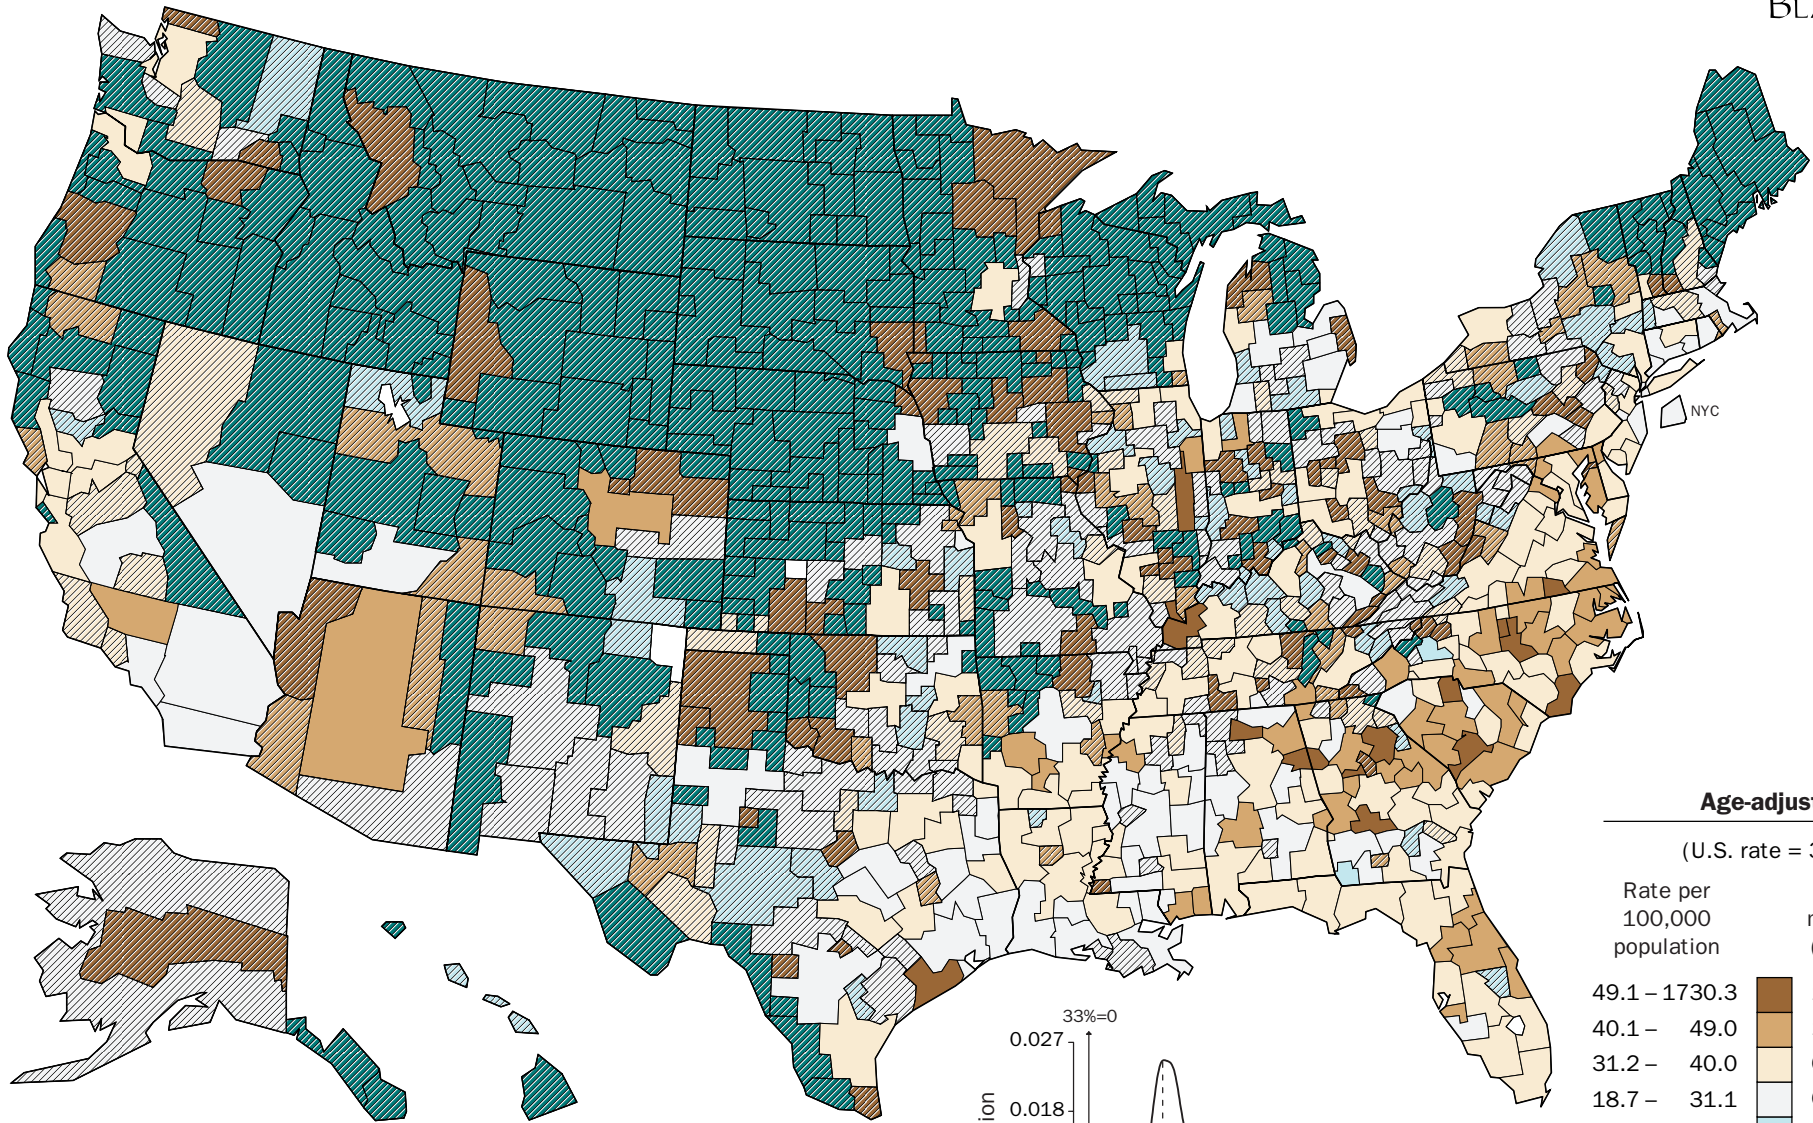 NYC
Age-adjus
(U.S. rate = 3
Rate per
100,000
population
49.1 – 1730.3
40.1 – 49.0
31.2 – 40.0
18.7 – 31.1
33%=0
0.027
0.018